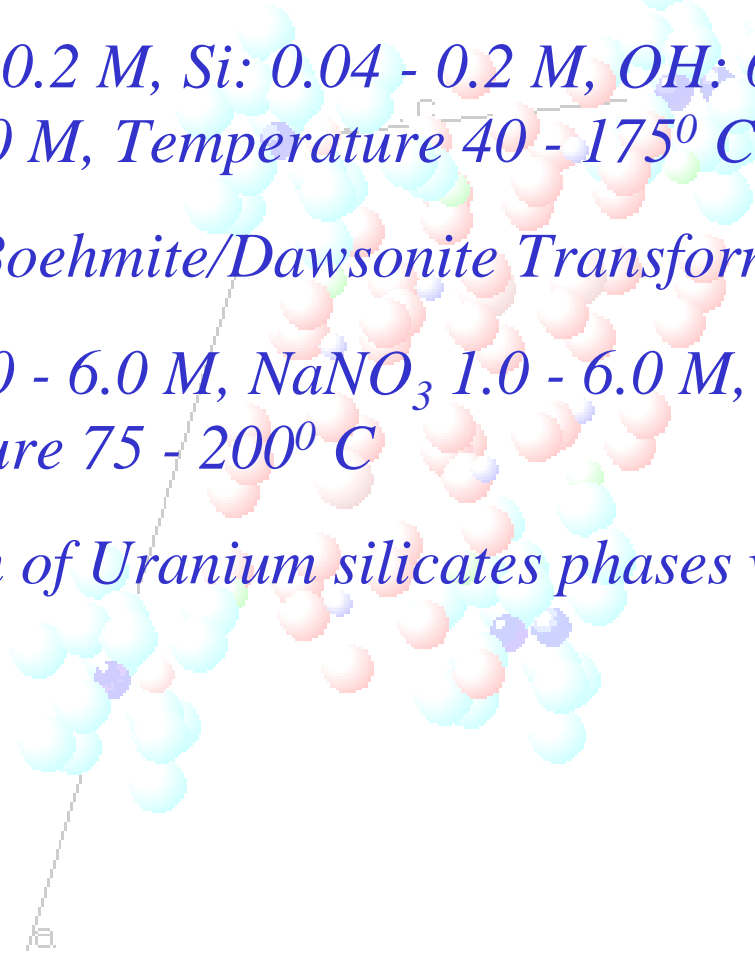 0.2 M, Si: 0.04 - 0.2 M, OH:
0 M, Temperature 40 - 175⁰ C
Boehmite/Dawsonite Transfor
0 - 6.0 M, NaNO₃ 1.0 - 6.0 M,
ure 75 - 200⁰ C
of Uranium silicates phases
a